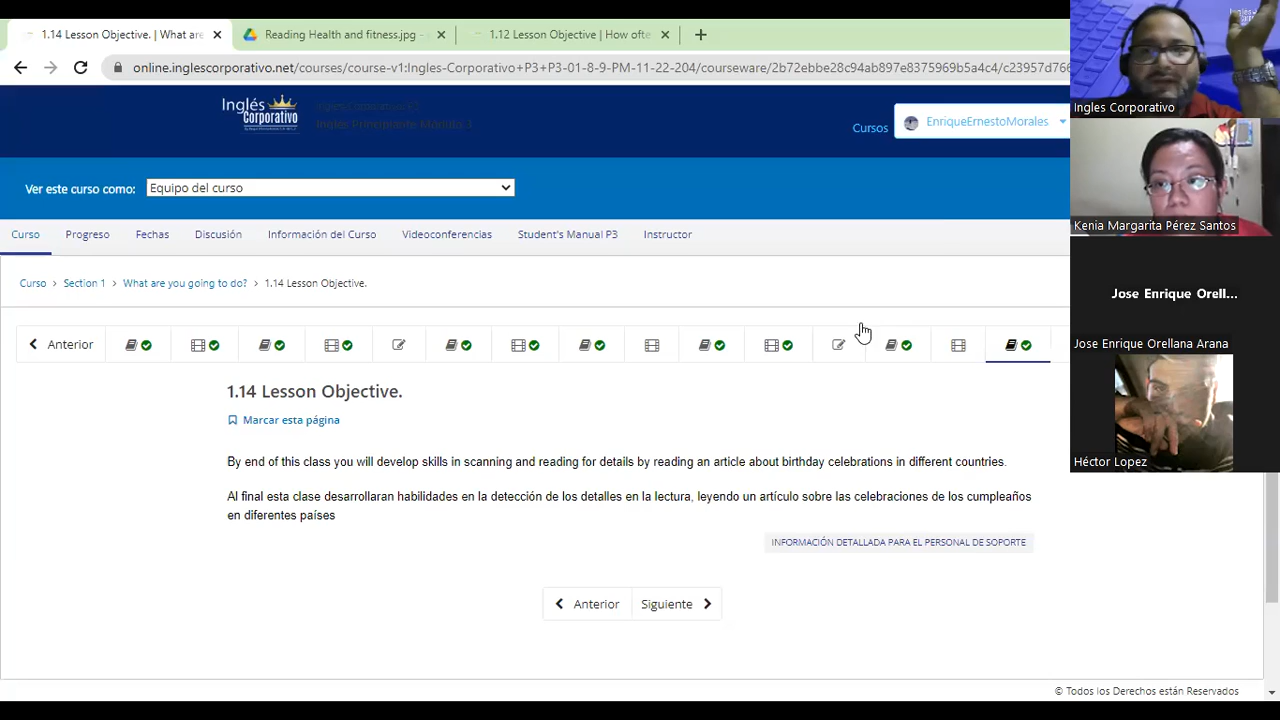 1.14 Lesson Objective. | What are
Reading Health and fitness.jpg -
1.12 Lesson Objective | How ofte
online.inglescorporativo.net/courses/course-v1:Ingles-Corporativo+P3+P3-01-8-9-PM-11-22-204/courseware/2b72ebbe28c94ab897e8375969b5a4c4/c23957d76
Inglés
Corporativo
Inglés Principiante Módulo 3
Cursos
EnriqueErnestoMorales
Ver este curso como:
Equipo del curso
Curso
Progreso
Fechas
Discusión
Información del Curso
Videoconferencias
Student's Manual P3
Instructor
Curso > Section 1 > What are you going to do? > 1.14 Lesson Objective.
Anterior
1.14 Lesson Objective.
Marcar esta página
By end of this class you will develop skills in scanning and reading for details by reading an article about birthday celebrations in different countries.
Al final esta clase desarrollaran habilidades en la detección de los detalles en la lectura, leyendo un artículo sobre las celebraciones de los cumpleaños
en diferentes países
INFORMACIÓN DETALLADA PARA EL PERSONAL DE SOPORTE
Anterior
Siguiente
© Todos los Derechos están Reservados
Ingles Corporativo
Kenia Margarita Pérez Santos
Jose Enrique Orell...
Jose Enrique Orellana Arana
Héctor Lopez